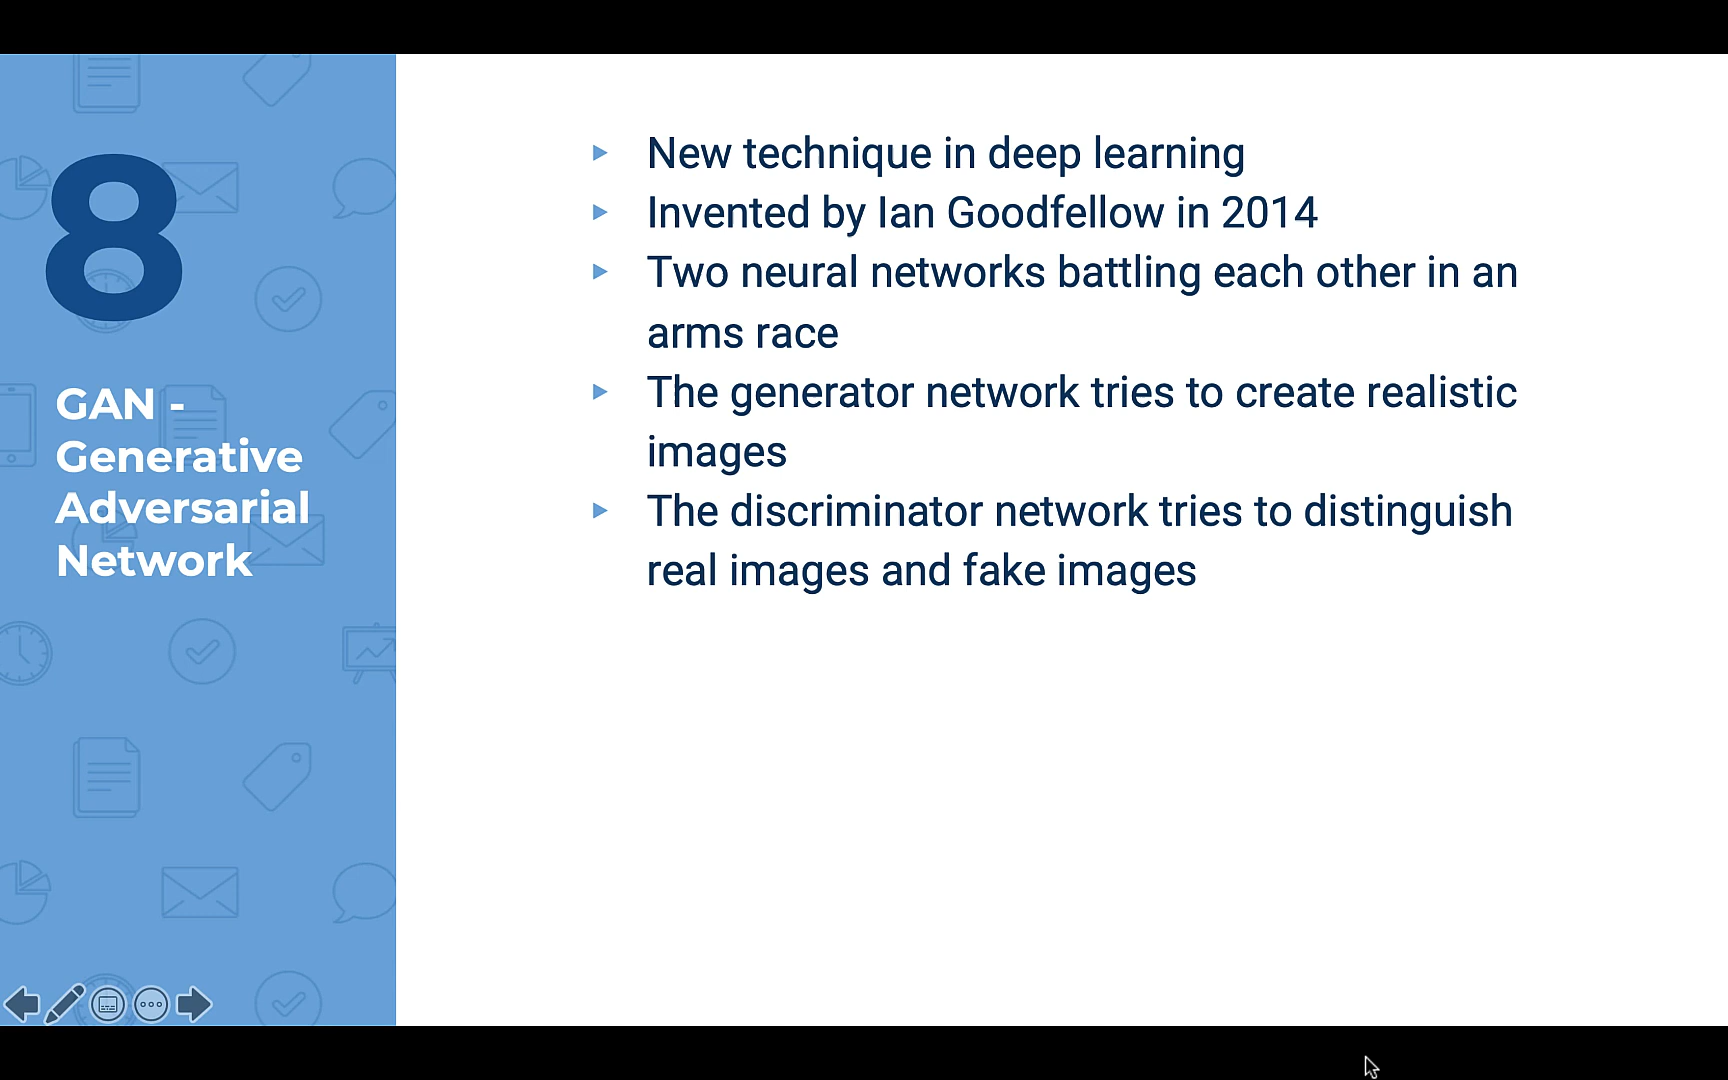 8
GAN -
Generative
Adversarial
Network
New technique in deep learning
Invented by Ian Goodfellow in 2014
Two neural networks battling each other in an
arms race
The generator network tries to create realistic
images
The discriminator network tries to distinguish
real images and fake images